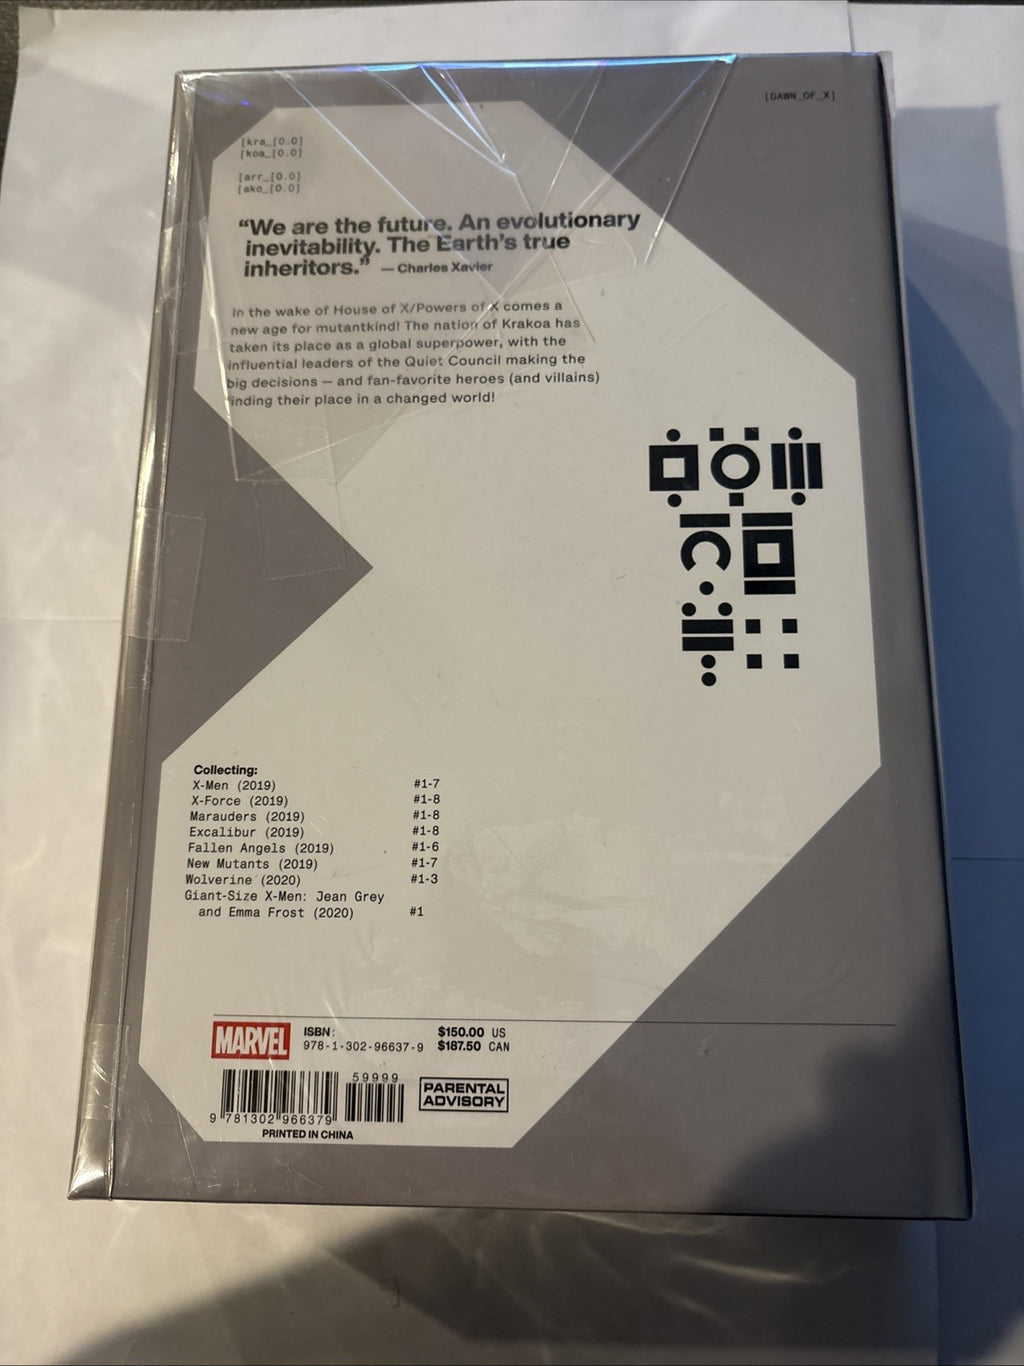 [DAWN_OF_X]
[kra_[0.0]
[koa_[0.0]
[arr_[0.0]
[ako_[0.0]
“We are the future. An evolutionary
inevitability. The Earth’s true
inheritors.” — Charles Xavier
In the wake of House of X/Powers of X comes a
new age for mutantkind! The nation of Krakoa has
taken its place as a global superpower, with the
influential leaders of the Quiet Council making the
big decisions — and fan-favorite heroes (and villains)
finding their place in a changed world!
Collecting:
X-Men (2019) #1-7
X-Force (2019) #1-8
Marauders (2019) #1-8
Excalibur (2019) #1-8
Fallen Angels (2019) #1-6
New Mutants (2019) #1-7
Wolverine (2020) #1-3
Giant-Size X-Men: Jean Grey
and Emma Frost (2020) #1
MARVEL
ISBN: $150.00 US
978-1-302-96637-9 $187.50 CAN
59999
PARENTAL
ADVISORY
9 781302 966379
PRINTED IN CHINA